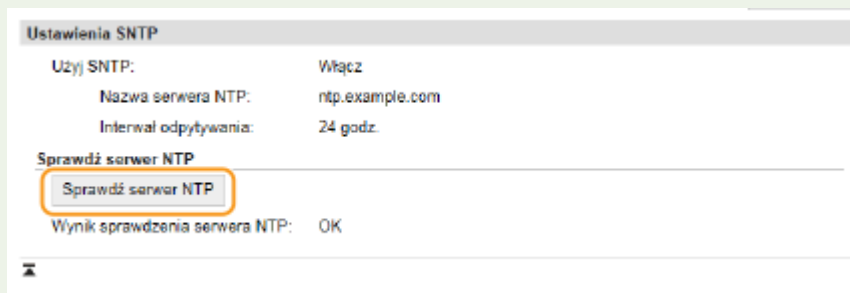 Ustawienia SNTP
Użyj SNTP: Włącz
Nazwa serwera NTP: ntp.example.com
Interwał odpytywania: 24 godz.
Sprawdź serwer NTP
Sprawdź serwer NTP
Wynik sprawdzenia serwera NTP: OK